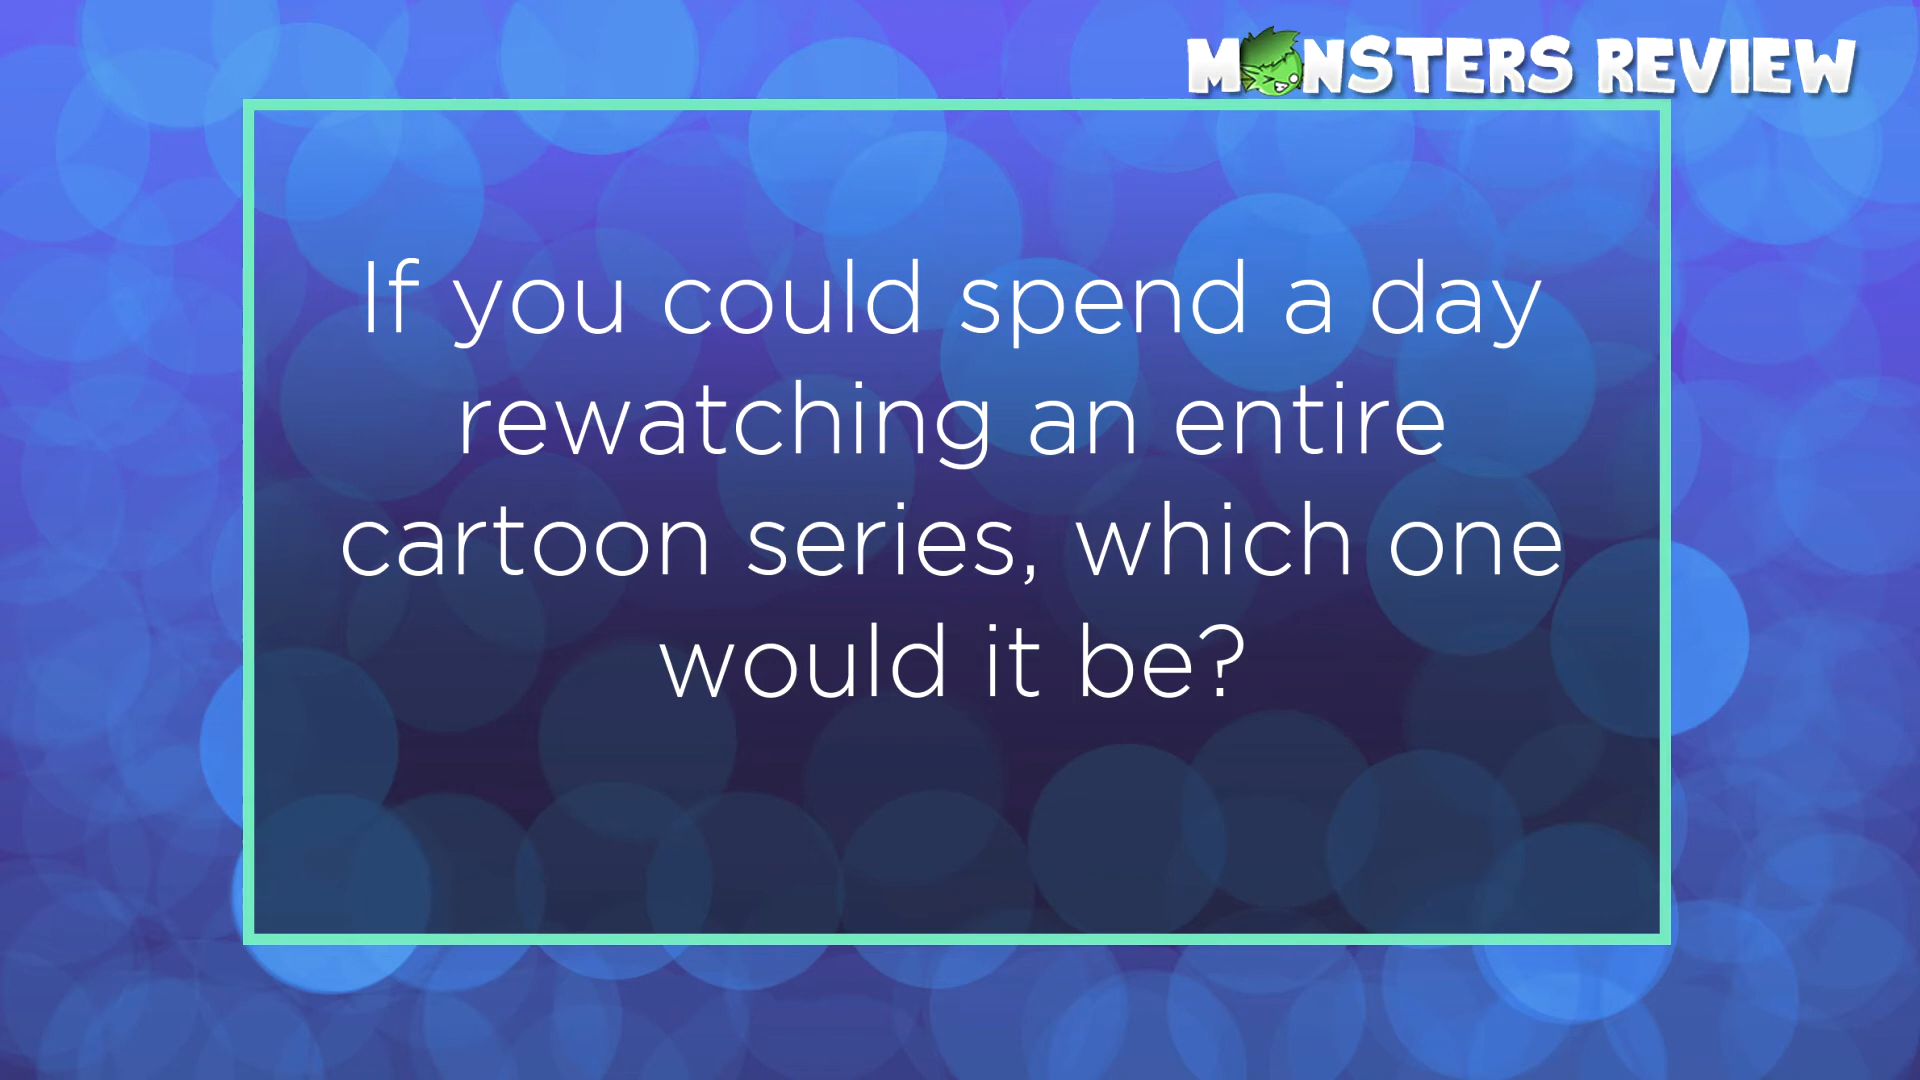 MONSTERS REVIEW
If you could spend a day
rewatching an entire
cartoon series, which one
would it be?